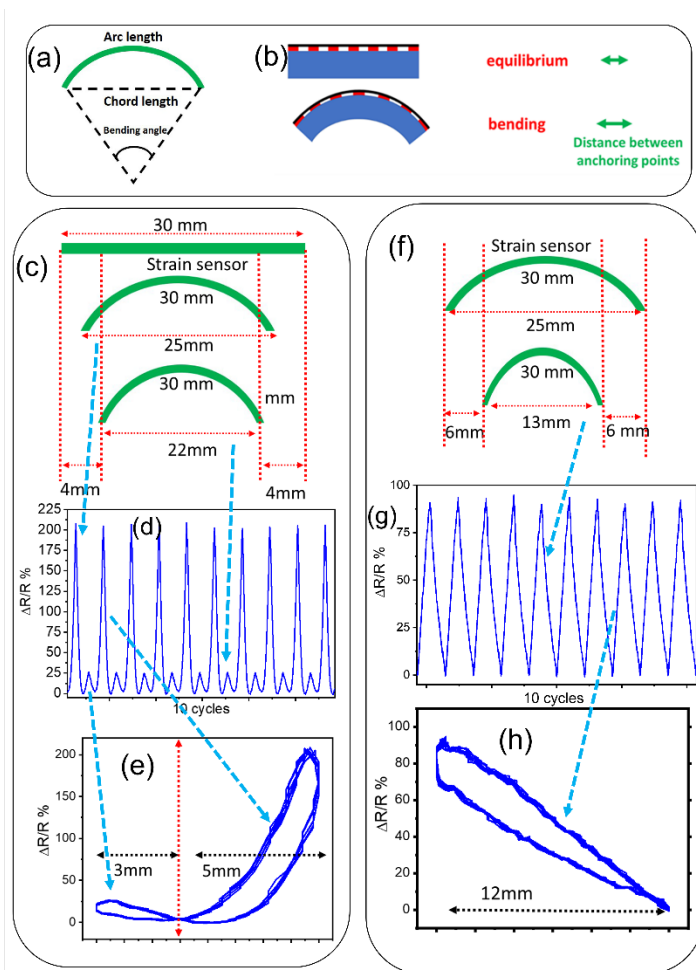 (a)
Arc length
Chord length
Bending angle
(b)
equilibrium
bending
Distance between
anchoring points
(c)
30 mm
Strain sensor
30 mm
25mm
30 mm
mm
22mm
4mm
4mm
(d)
ΔR/R %
225
200
175
150
125
100
75
50
25
0
10 cycles
(e)
ΔR/R %
200
150
100
50
0
3mm
5mm
(f)
Strain sensor
30 mm
25mm
30 mm
6mm
13mm
6 mm
(g)
ΔR/R %
100
75
50
25
0
10 cycles
(h)
ΔR/R %
100
80
60
40
20
0
12mm